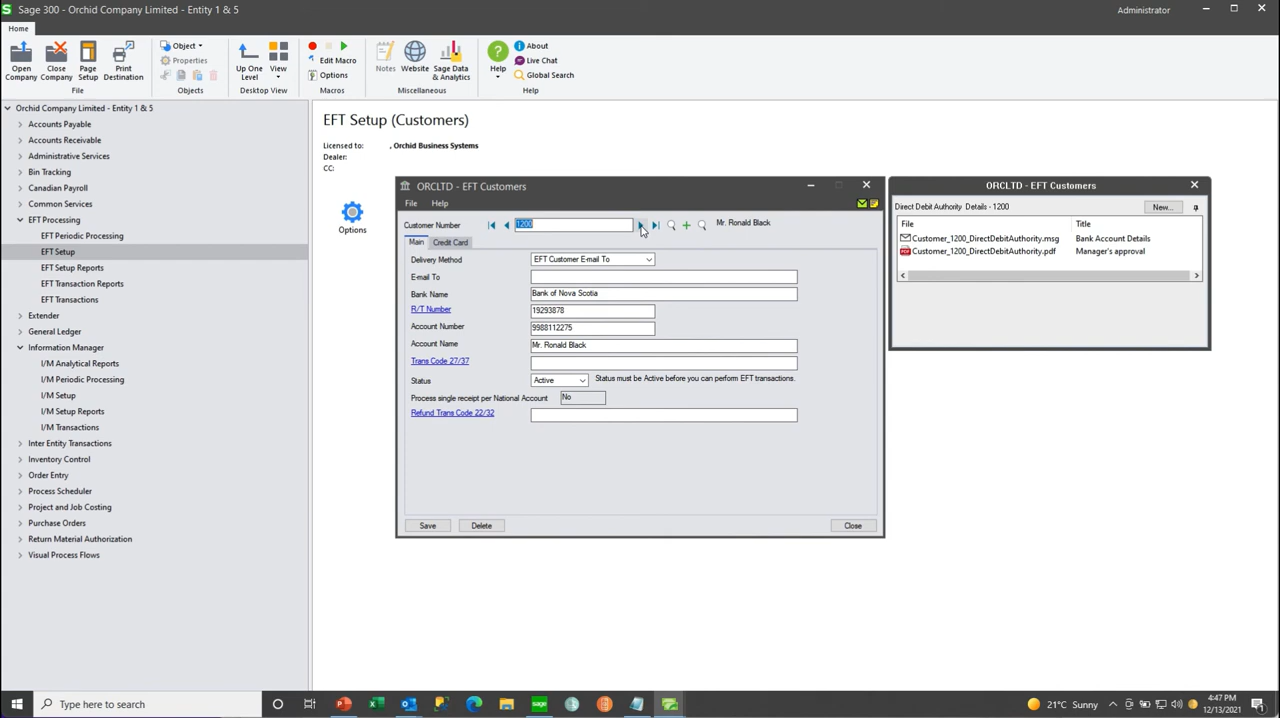 Sage 300 - Orchid Company Limited - Entity 1 & 5
Administrator
Home
Open Company
Close Company
Page Setup
Print Destination
File
Object
Properties
Objects
Up One Level
View
Desktop View
Edit Macro
Options
Macros
Notes
Website
Sage Data & Analytics
Miscellaneous
Help
About
Live Chat
Global Search
Help
Orchid Company Limited - Entity 1 & 5
Accounts Payable
Accounts Receivable
Administrative Services
Bin Tracking
Canadian Payroll
Common Services
EFT Processing
EFT Periodic Processing
EFT Setup
EFT Setup Reports
EFT Transaction Reports
EFT Transactions
Extender
General Ledger
Information Manager
I/M Analytical Reports
I/M Periodic Processing
I/M Setup
I/M Setup Reports
I/M Transactions
Inter Entity Transactions
Inventory Control
Order Entry
Process Scheduler
Project and Job Costing
Purchase Orders
Return Material Authorization
Visual Process Flows
EFT Setup (Customers)
Licensed to: , Orchid Business Systems
Dealer:
CC:
Options
ORCLTD - EFT Customers
File Help
Customer Number 1200 Mr. Ronald Black
Main Credit Card
Delivery Method EFT Customer E-mail To
E-mail To
Bank Name Bank of Nova Scotia
R/T Number 19293878
Account Number 9988112275
Account Name Mr. Ronald Black
Trans Code 27/37
Status Active Status must be Active before you can perform EFT transactions.
Process single receipt per National Account No
Refund Trans Code 22/32
Save Delete Close
ORCLTD - EFT Customers
Direct Debit Authority Details - 1200 New...
File Title
Customer_1200_DirectDebitAuthority.msg Bank Account Details
Customer_1200_DirectDebitAuthority.pdf Manager's approval
Type here to search
sage
21°C Sunny
4:47 PM
12/13/2021